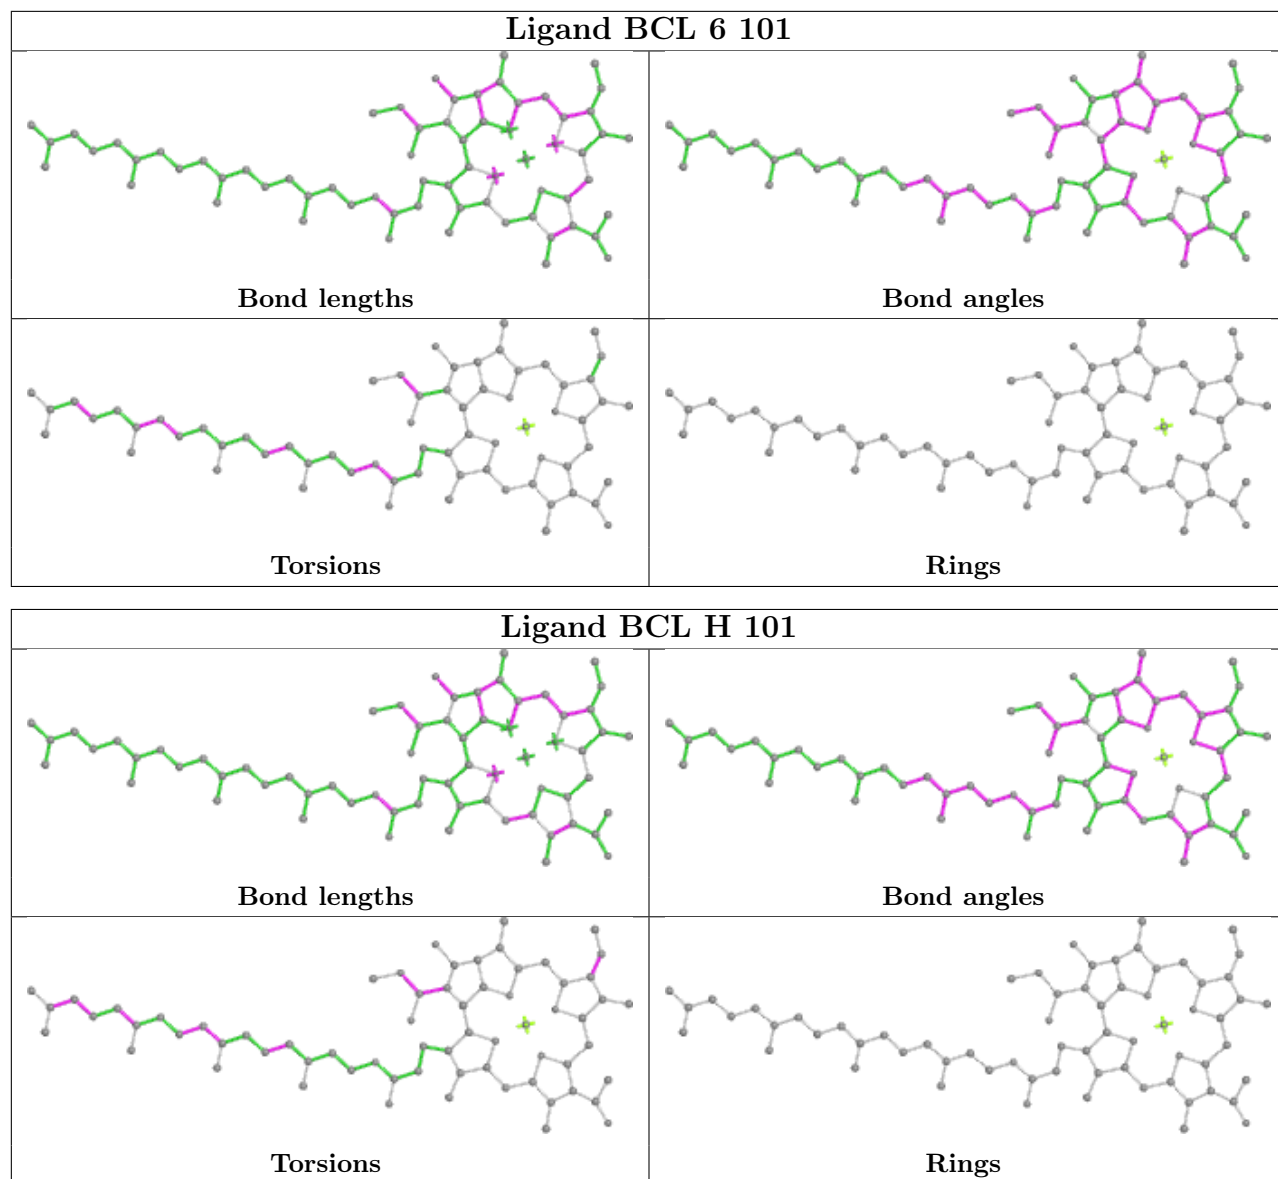 Ligand BCL 6 101
Bond lengths
Bond angles
Torsions
Rings
Ligand BCL H 101
Bond lengths
Bond angles
Torsions
Rings